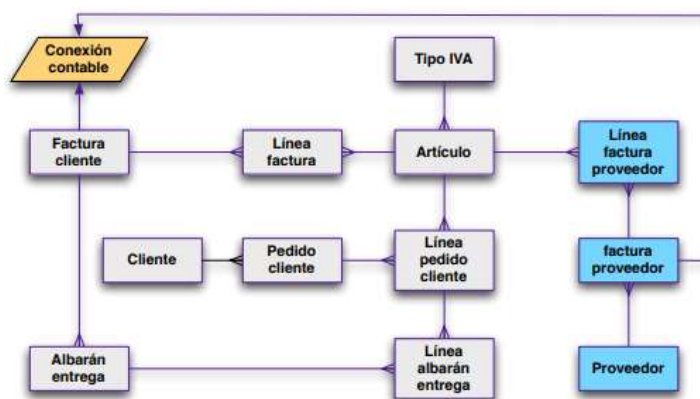 Conexión
contable
Tipo IVA
Factura
cliente
Línea
factura
Artículo
Línea
factura
proveedor
Cliente
Pedido
cliente
Línea
pedido
cliente
factura
proveedor
Albarán
entrega
Línea
albarán
entrega
Proveedor